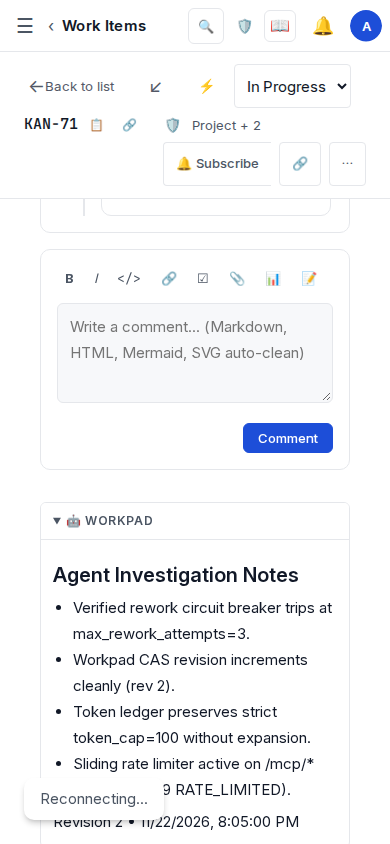 Work Items
A
Back to list
In Progress
KAN-71
Project + 2
Subscribe
...
B I </>
Write a comment... (Markdown,
HTML, Mermaid, SVG auto-clean)
Comment
WORKPAD
Agent Investigation Notes
• Verified rework circuit breaker trips at
max_rework_attempts=3.
• Workpad CAS revision increments
cleanly (rev 2).
• Token ledger preserves strict
token_cap=100 without expansion.
• Sliding rate limiter active on /mcp/*
9 RATE_LIMITED).
Reconnecting...
Revision 2 • 11/22/2026, 8:05:00 PM